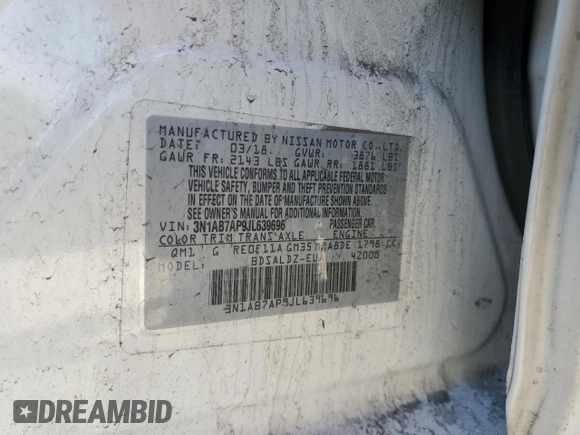 MANUFACTURED BY NISSAN MOTOR CO.,LTD.
DATE: 03/18 GVWR: 3876 LBS
GAWR FR: 2143 LBS GAWR RR: 1881 LBS
THIS VEHICLE CONFORMS TO ALL APPLICABLE FEDERAL MOTOR
VEHICLE SAFETY, BUMPER AND THEFT PREVENTION STANDARDS
IN EFFECT ON THE DATE OF MANUFACTURE SHOWN ABOVE.
SEE OWNER'S MANUAL FOR ADDITIONAL INFORMATION.
VIN: 3N1AB7AP9JL639696 PASSENGER CAR.
COLOR TRIM TRANS AXLE ENGINE
QM1 G RE0F11A GM35 MRA8DE 1798 CC
MODEL: BDSALDZ-EUA 42000
3N1AB7AP9JL639696
DREAMBID